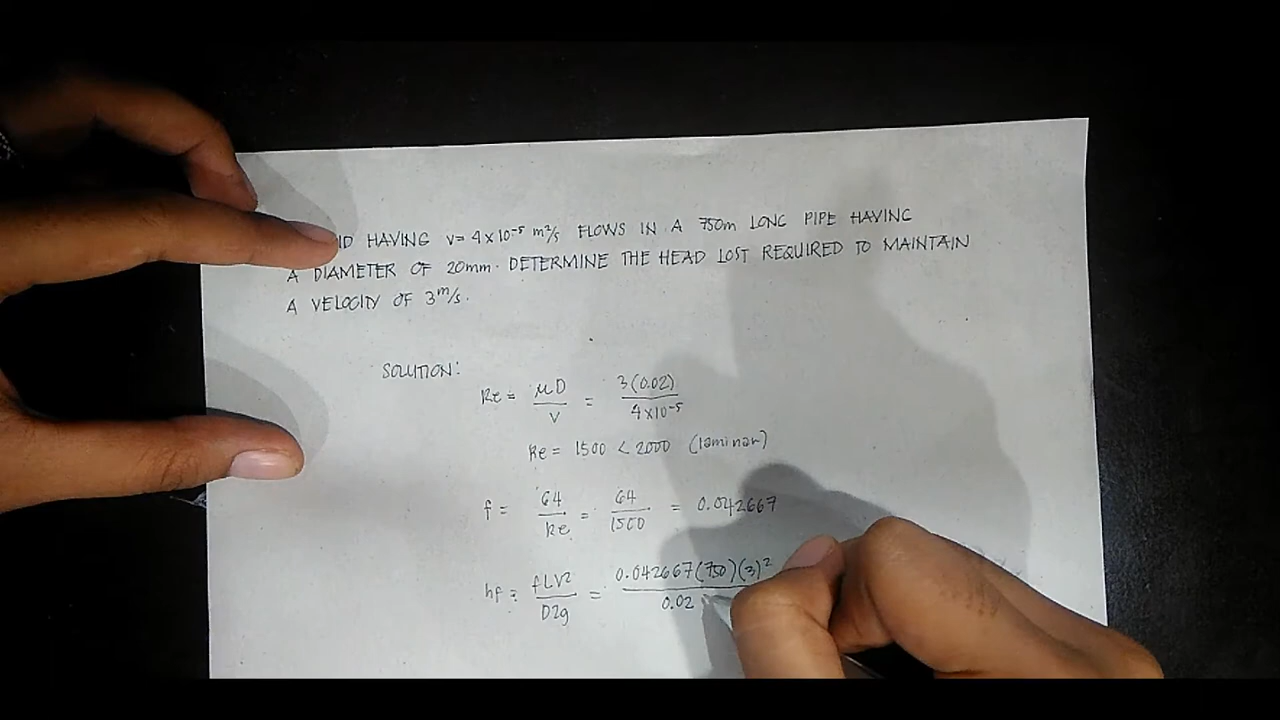 ID HAVING ν= 4x10⁻⁵ m²/s FLOWS IN A 750m LONG PIPE HAVING
A DIAMETER OF 20mm. DETERMINE THE HEAD LOST REQUIRED TO MAINTAIN
A VELOCITY OF 3 m/s.
SOLUTION:
Re = μD/ν = 3(0.02)/4x10⁻⁵
Re = 1500 < 2000 (laminar)
f = 64/Re = 64/1500 = 0.042667
hf = fLV²/D2g = 0.042667(750)(3)²/0.02